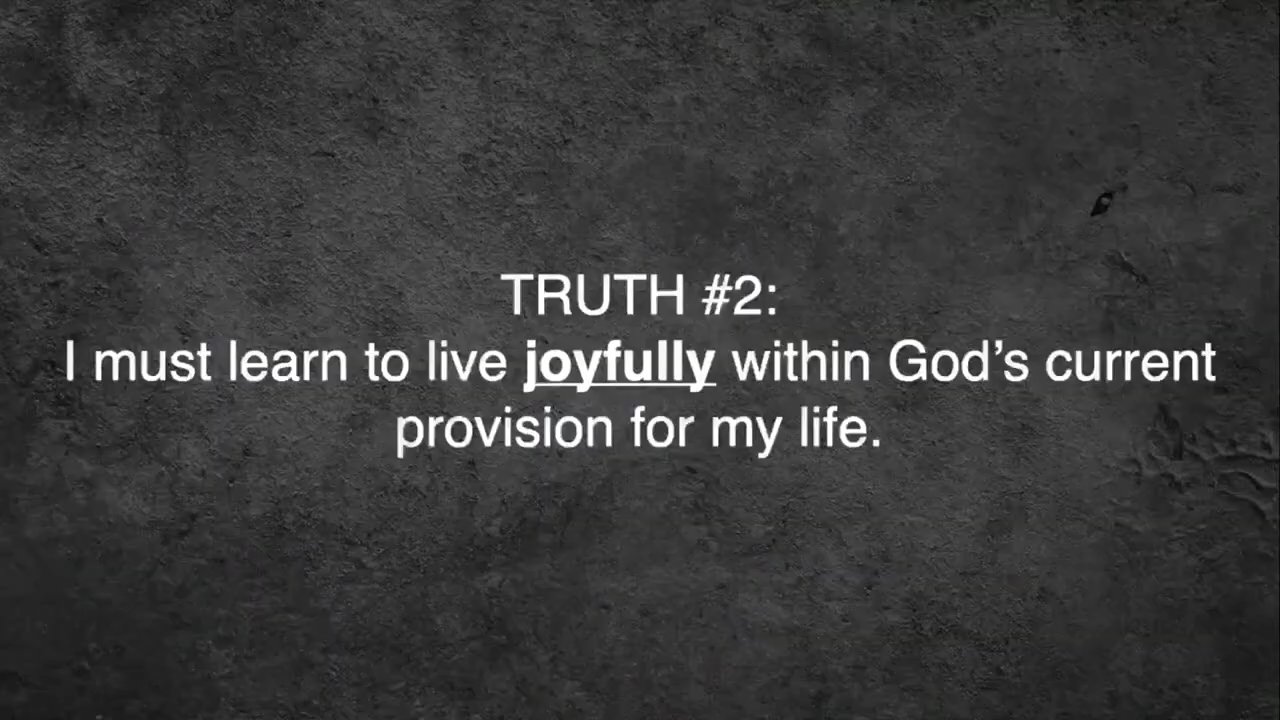 TRUTH #2:
I must learn to live joyfully within God’s current
provision for my life.